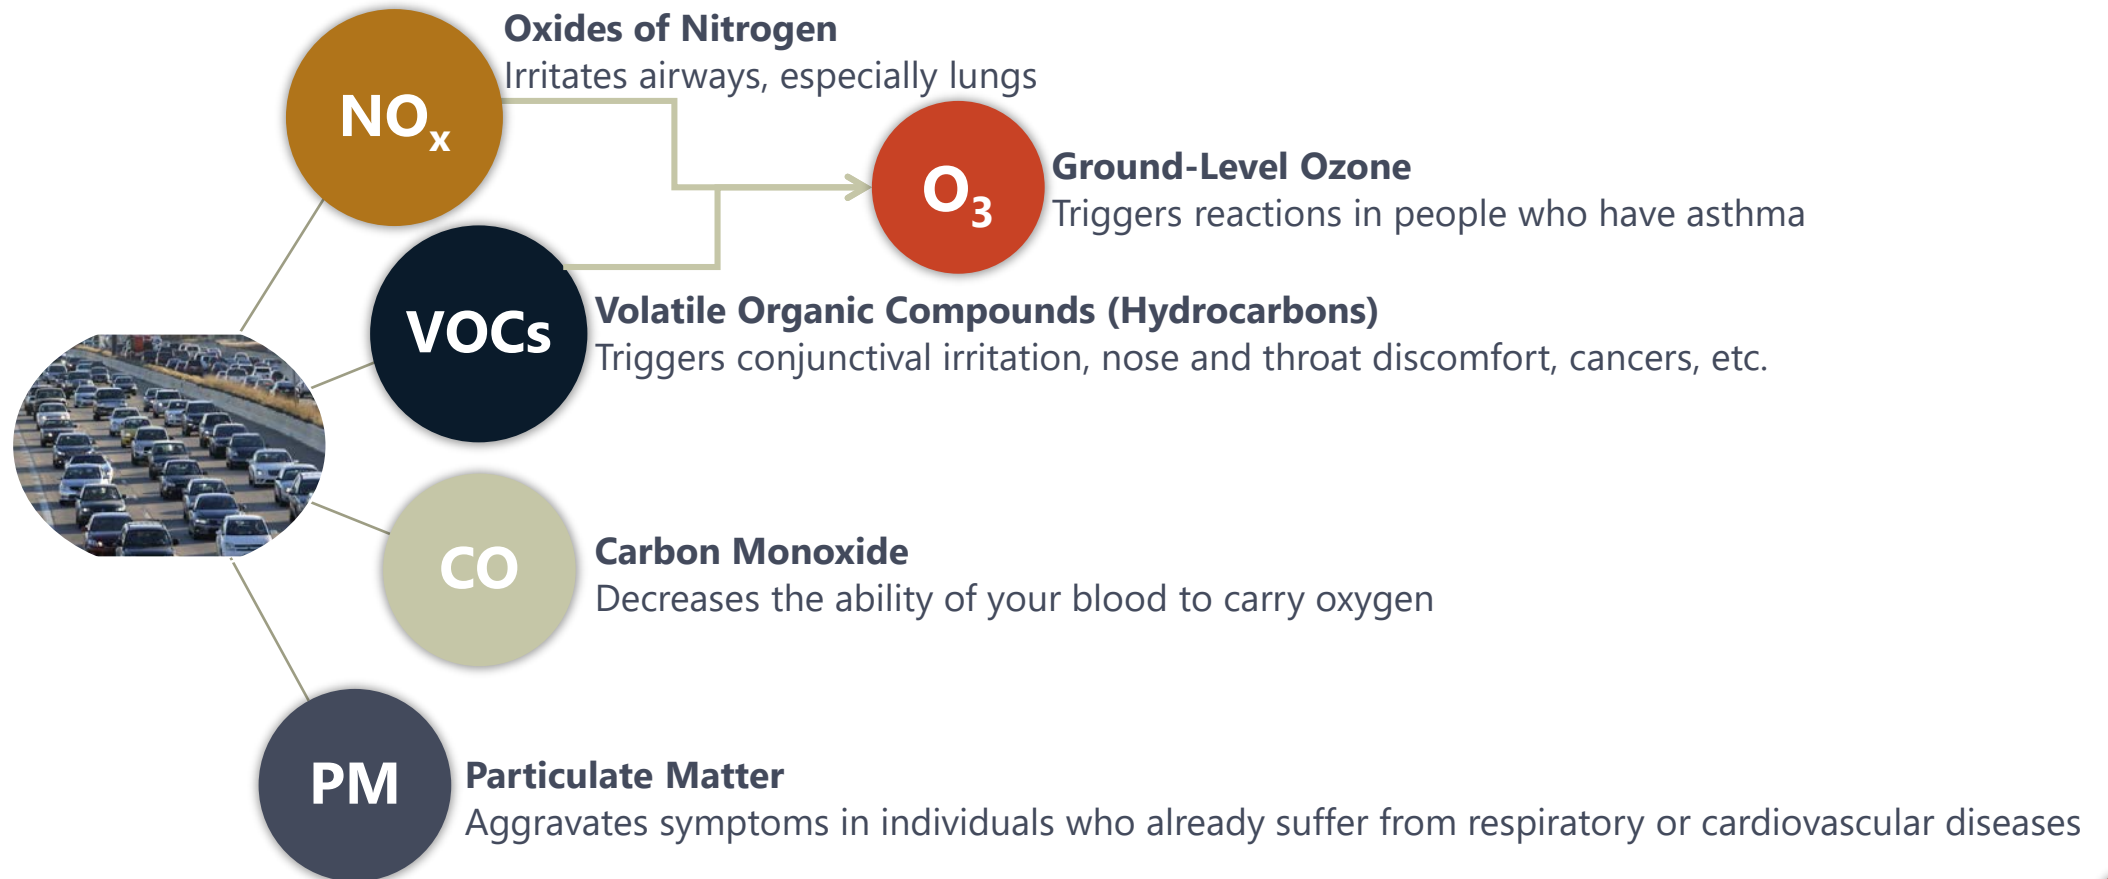 Oxides of Nitrogen
Irritates airways, especially lungs
NOx
O3
Ground-Level Ozone
Triggers reactions in people who have asthma
VOCs
Volatile Organic Compounds (Hydrocarbons)
Triggers conjunctival irritation, nose and throat discomfort, cancers, etc.
CO
Carbon Monoxide
Decreases the ability of your blood to carry oxygen
PM
Particulate Matter
Aggravates symptoms in individuals who already suffer from respiratory or cardiovascular diseases